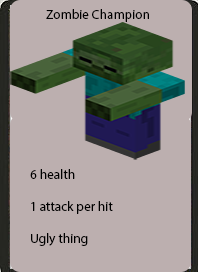 Zombie Champion
6 health
1 attack per hit
Ugly thing